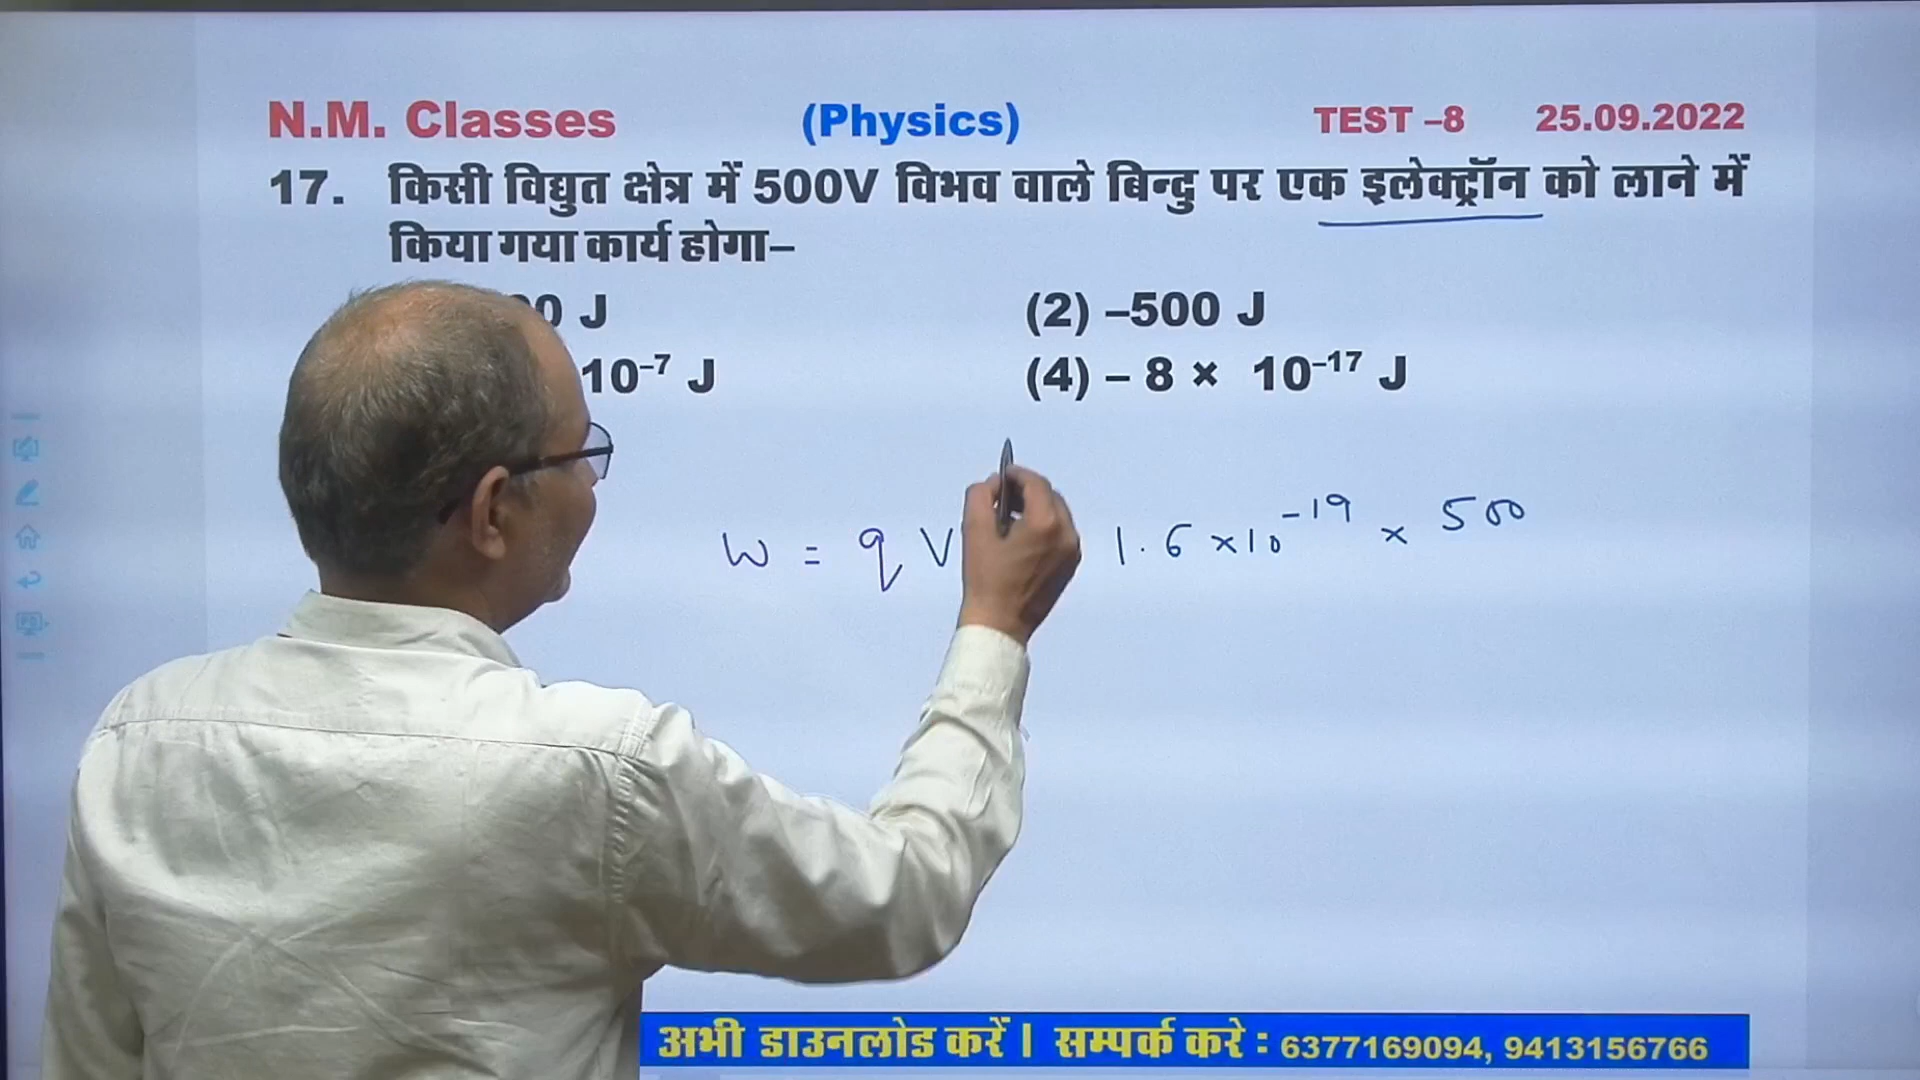 N.M. Classes (Physics) TEST –8 25.09.2022
17. किसी विद्युत क्षेत्र में 500V विभव वाले बिन्दु पर एक इलेक्ट्रॉन को लाने में
किया गया कार्य होगा–
0 J (2) –500 J
10⁻⁷ J (4) – 8 × 10⁻¹⁷ J
W = q V 1.6 × 10⁻¹⁹ × 500
अभी डाउनलोड करें। सम्पर्क करे : 6377169094, 9413156766